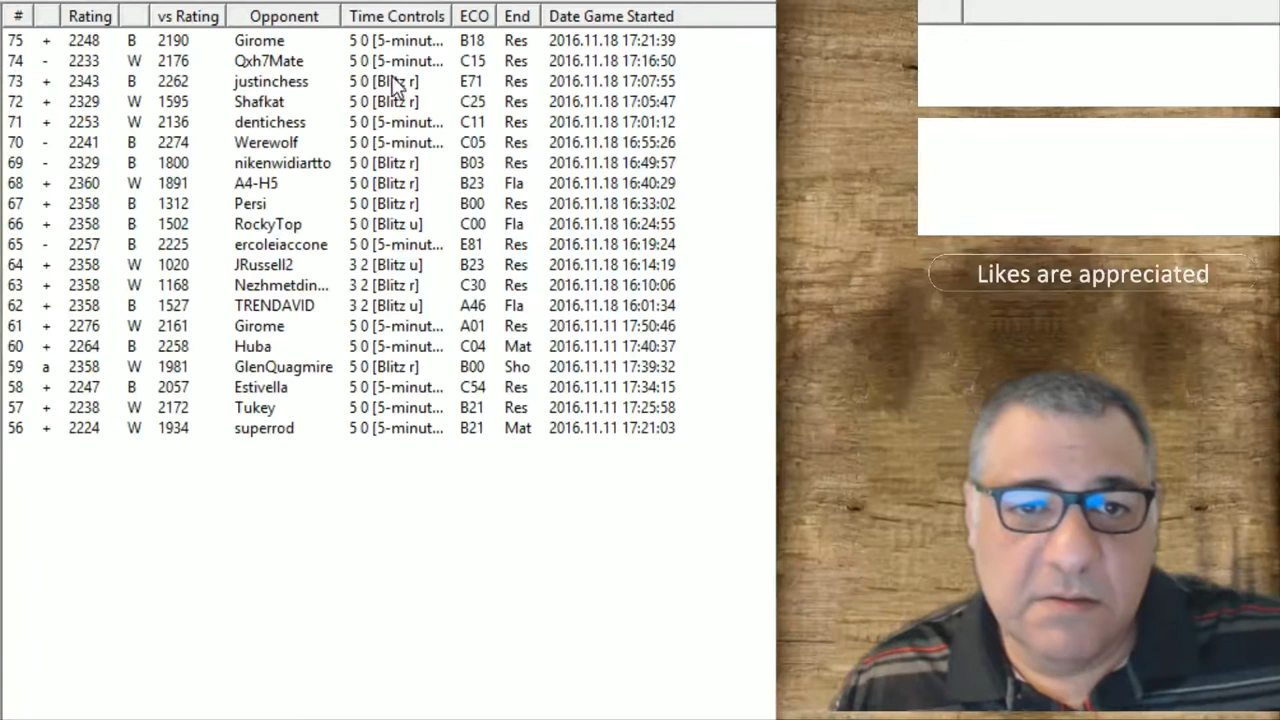 # Rating vs Rating Opponent Time Controls ECO End Date Game Started
75 + 2248 B 2190 Girome 5 0 [5-minut... B18 Res 2016.11.18 17:21:39
74 - 2233 W 2176 Qxh7Mate 5 0 [5-minut... C15 Res 2016.11.18 17:16:50
73 + 2343 B 2262 justinchess 5 0 [Blitz r] E71 Res 2016.11.18 17:07:55
72 + 2329 W 1595 Shafkat 5 0 [Blitz r] C25 Res 2016.11.18 17:05:47
71 + 2253 W 2136 dentichess 5 0 [5-minut... C11 Res 2016.11.18 17:01:12
70 - 2241 B 2274 Werewolf 5 0 [5-minut... C05 Res 2016.11.18 16:55:26
69 - 2329 B 1800 nikenwidiartto 5 0 [Blitz r] B03 Res 2016.11.18 16:49:57
68 + 2360 W 1891 A4-H5 5 0 [Blitz r] B23 Fla 2016.11.18 16:40:29
67 + 2358 B 1312 Persi 5 0 [Blitz r] B00 Res 2016.11.18 16:33:02
66 + 2358 B 1502 RockyTop 5 0 [Blitz u] C00 Fla 2016.11.18 16:24:55
65 - 2257 B 2225 ercoleiaccone 5 0 [5-minut... E81 Res 2016.11.18 16:19:24
64 + 2358 W 1020 JRussell2 3 2 [Blitz u] B23 Res 2016.11.18 16:14:19
63 + 2358 W 1168 Nezhmetdin... 3 2 [Blitz r] C30 Res 2016.11.18 16:10:06
62 + 2358 B 1527 TRENDAVID 3 2 [Blitz u] A46 Fla 2016.11.18 16:01:34
61 + 2276 W 2161 Girome 5 0 [5-minut... A01 Res 2016.11.11 17:50:46
60 + 2264 B 2258 Huba 5 0 [5-minut... C04 Mat 2016.11.11 17:40:37
59 a 2358 W 1981 GlenQuagmire 5 0 [Blitz r] B00 Sho 2016.11.11 17:39:32
58 + 2247 B 2057 Estivella 5 0 [5-minut... C54 Res 2016.11.11 17:34:15
57 + 2238 W 2172 Tukey 5 0 [5-minut... B21 Res 2016.11.11 17:25:58
56 + 2224 W 1934 superrod 5 0 [5-minut... B21 Mat 2016.11.11 17:21:03
Likes are appreciated